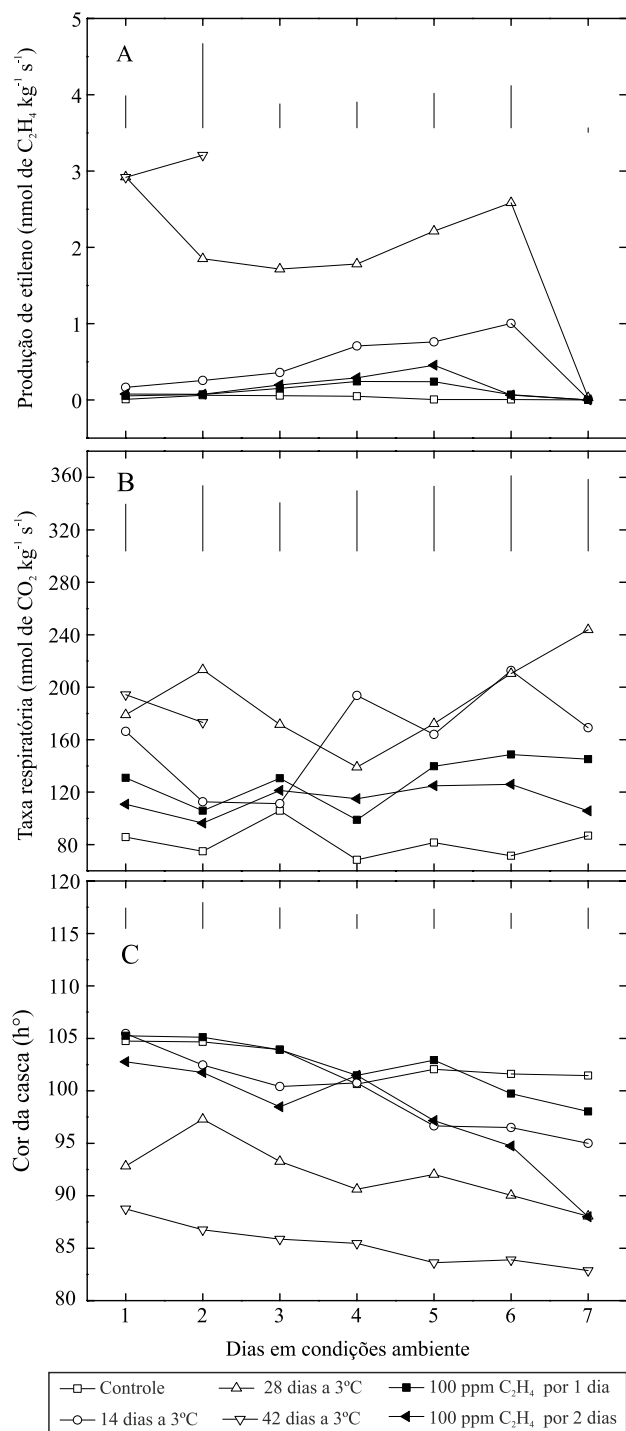 A
Produção de etileno (nmol de C₂H₄ kg⁻¹ s⁻¹)
5
4
3
2
1
0
B
Taxa respiratória (nmol de CO₂ kg⁻¹ s⁻¹)
360
320
280
240
200
160
120
80
C
Cor da casca (h°)
120
115
110
105
100
95
90
85
80
1 2 3 4 5 6 7
Dias em condições ambiente
Controle 28 dias a 3ºC 100 ppm C₂H₄ por 1 dia
14 dias a 3ºC 42 dias a 3ºC 100 ppm C₂H₄ por 2 dias